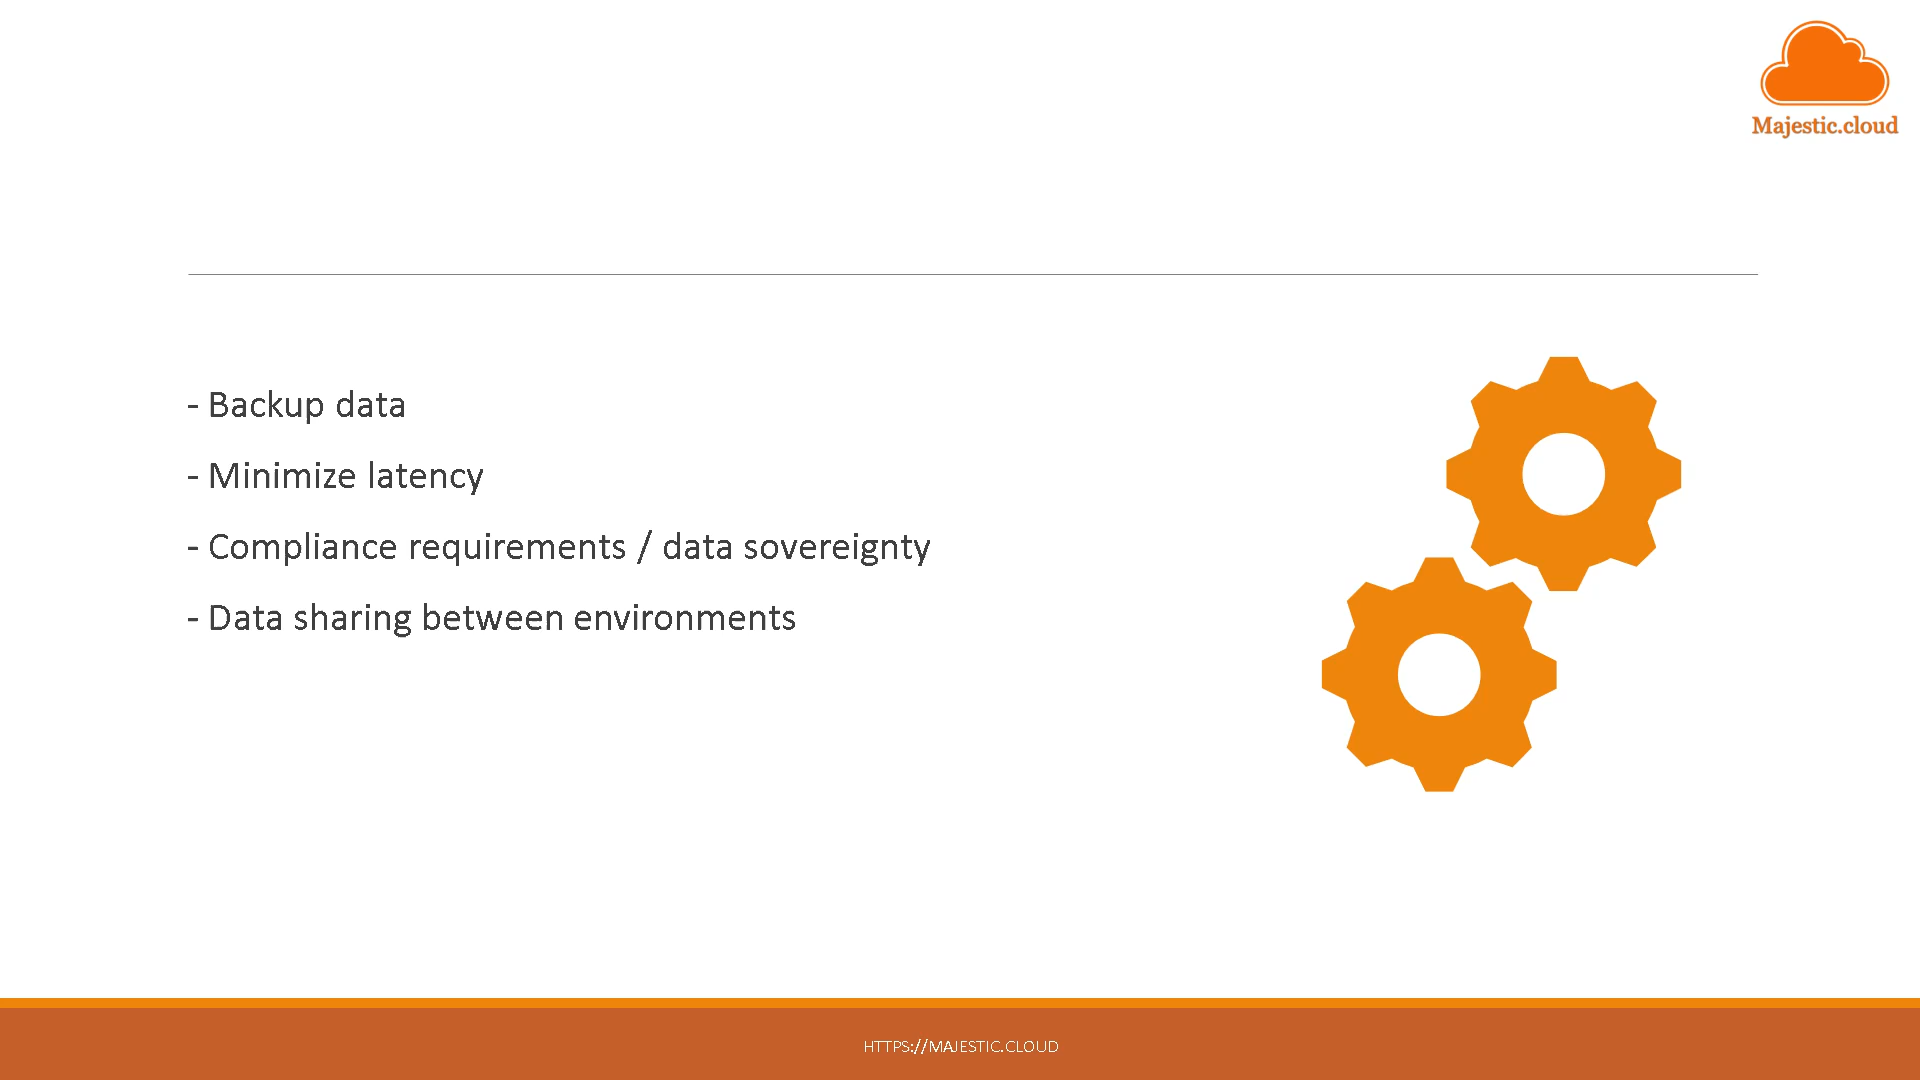 Majestic.cloud
- Backup data
- Minimize latency
- Compliance requirements / data sovereignty
- Data sharing between environments
HTTPS://MAJESTIC.CLOUD